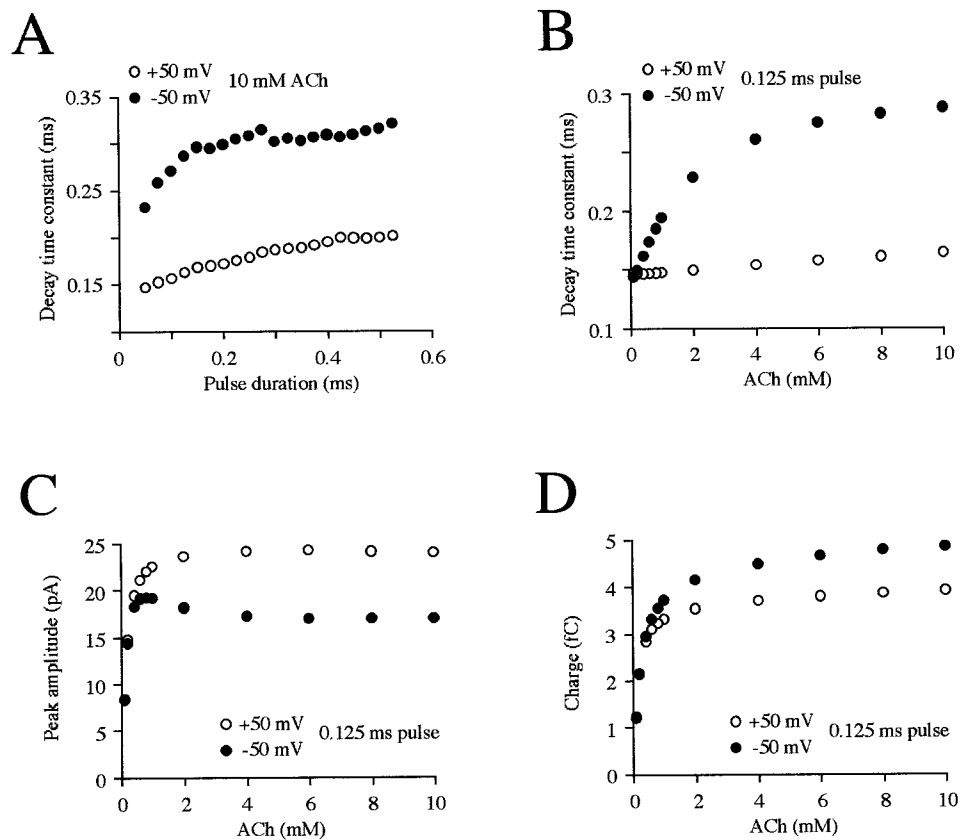 A
+50 mV
-50 mV
10 mM ACh
0.35
0.25
0.15
Decay time constant (ms)
0
0.2
0.4
0.6
Pulse duration (ms)
B
+50 mV
-50 mV
0.125 ms pulse
0.3
0.2
0.1
Decay time constant (ms)
0
2
4
6
8
10
ACh (mM)
C
25
20
15
10
5
0
Peak amplitude (pA)
+50 mV
-50 mV
0.125 ms pulse
0
2
4
6
8
10
ACh (mM)
D
5
4
3
2
1
0
Charge (fC)
+50 mV
-50 mV
0.125 ms pulse
0
2
4
6
8
10
ACh (mM)